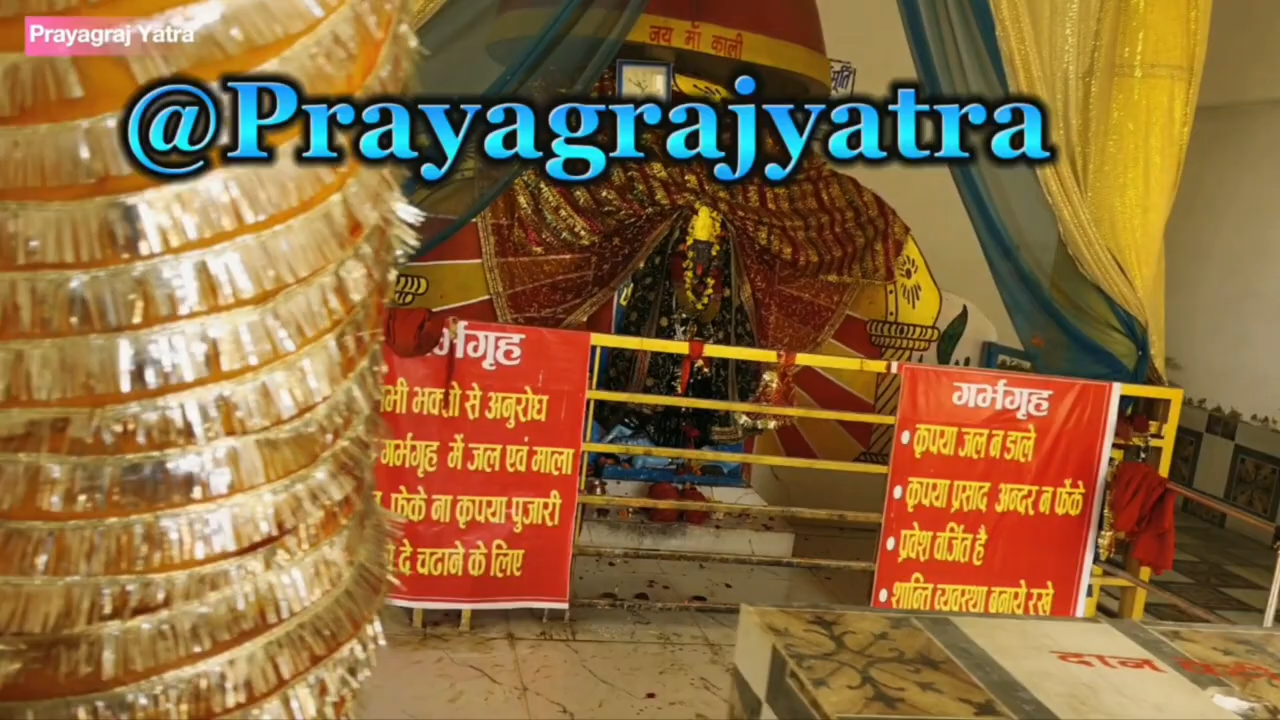 Prayagraj Yatra
जय माँ काली
@Prayagrajyatra
भक्तो से अनुरोध
गर्भगृह में जल एवं माला
फेके ना कृपया पुजारी
दे चढाने के लिए
गर्भगृह
• कृपया जल न डाले
• कृपया प्रसाद अन्दर न फेंके
• प्रवेश वर्जित है
• शान्ति व्यवस्था बनाये रखे
दान